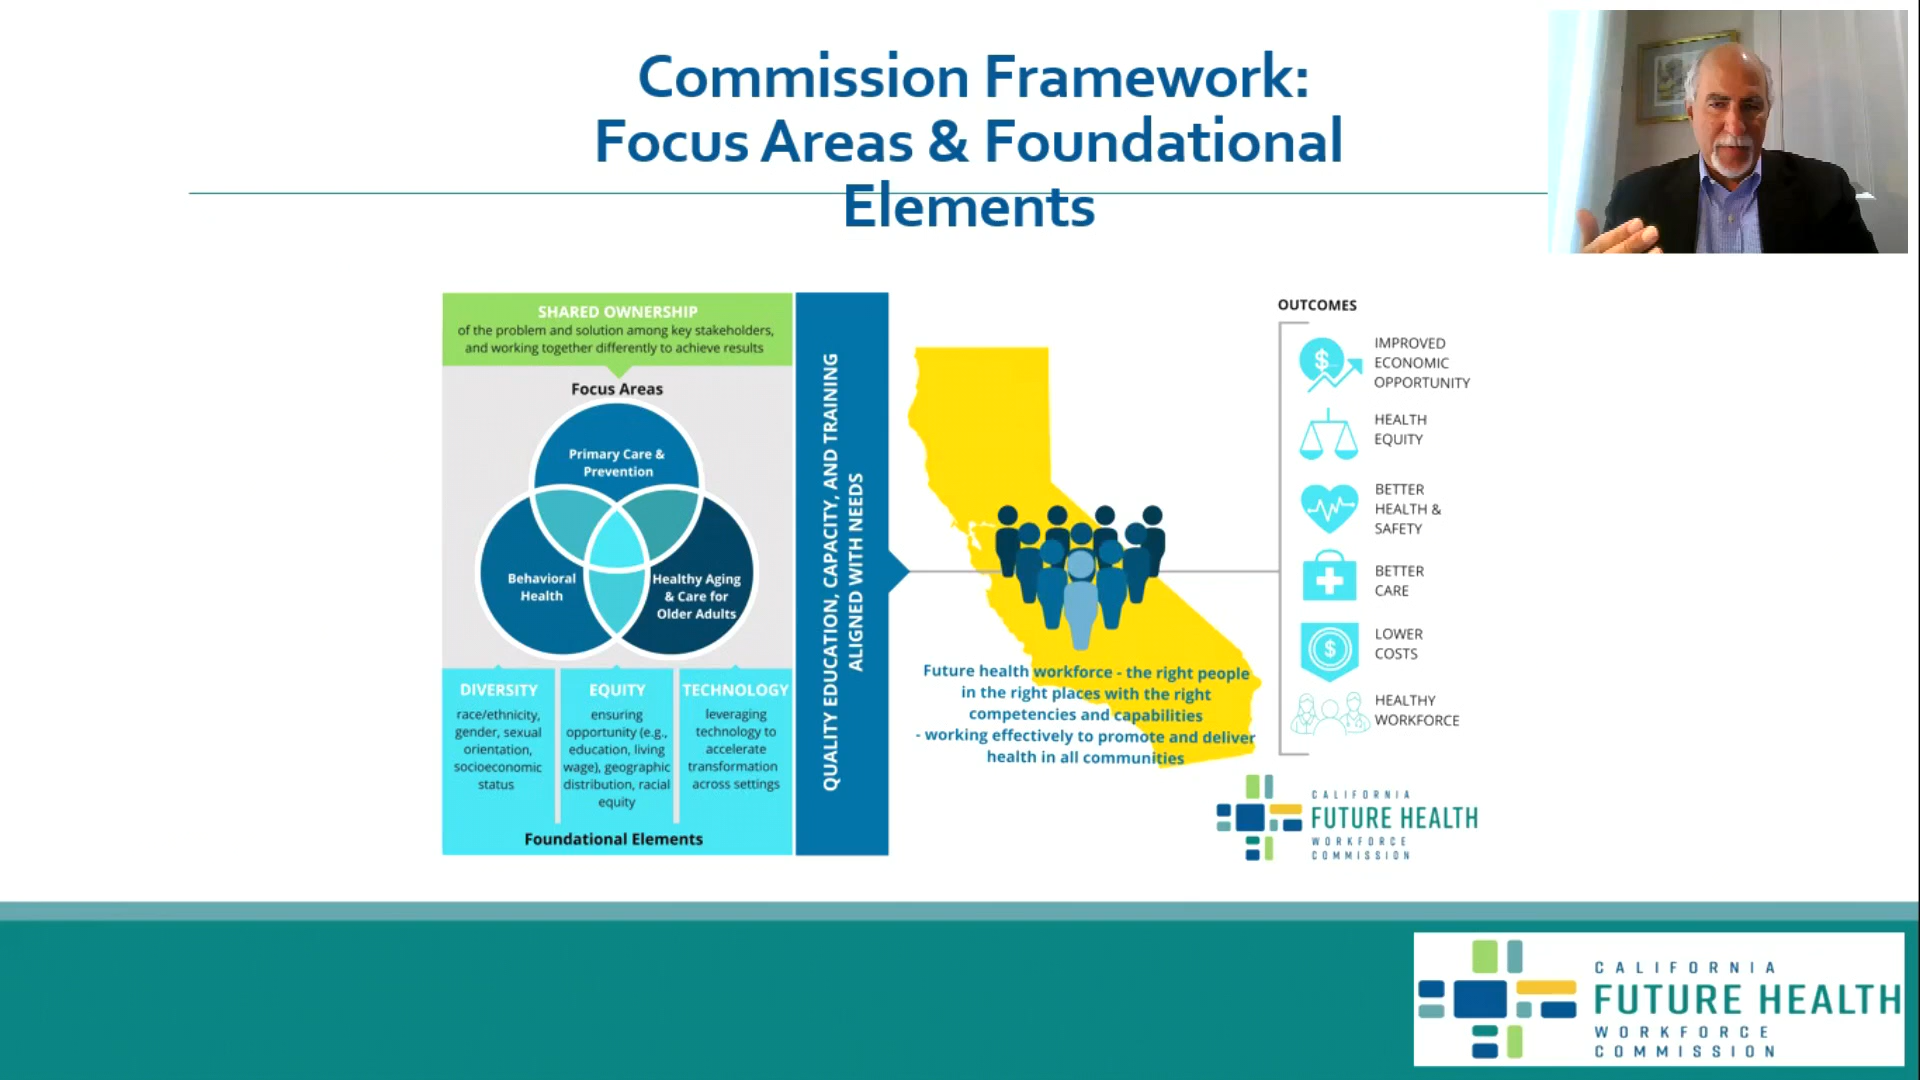 Commission Framework:
Focus Areas & Foundational
Elements
SHARED OWNERSHIP
of the problem and solution among key stakeholders,
and working together differently to achieve results
Focus Areas
Primary Care &
Prevention
Behavioral
Health
Healthy Aging
& Care for
Older Adults
DIVERSITY
race/ethnicity,
gender, sexual
orientation,
socioeconomic
status
EQUITY
ensuring
opportunity (e.g.,
education, living
wage), geographic
distribution, racial
equity
TECHNOLOGY
leveraging
technology to
accelerate
transformation
across settings
Foundational Elements
QUALITY EDUCATION, CAPACITY, AND TRAINING
ALIGNED WITH NEEDS
Future health workforce - the right people
in the right places with the right
competencies and capabilities
- working effectively to promote and deliver
health in all communities
OUTCOMES
$
IMPROVED
ECONOMIC
OPPORTUNITY
HEALTH
EQUITY
BETTER
HEALTH &
SAFETY
BETTER
CARE
$
LOWER
COSTS
HEALTHY
WORKFORCE
CALIFORNIA
FUTURE HEALTH
WORKFORCE
COMMISSION
CALIFORNIA
FUTURE HEALTH
WORKFORCE
COMMISSION